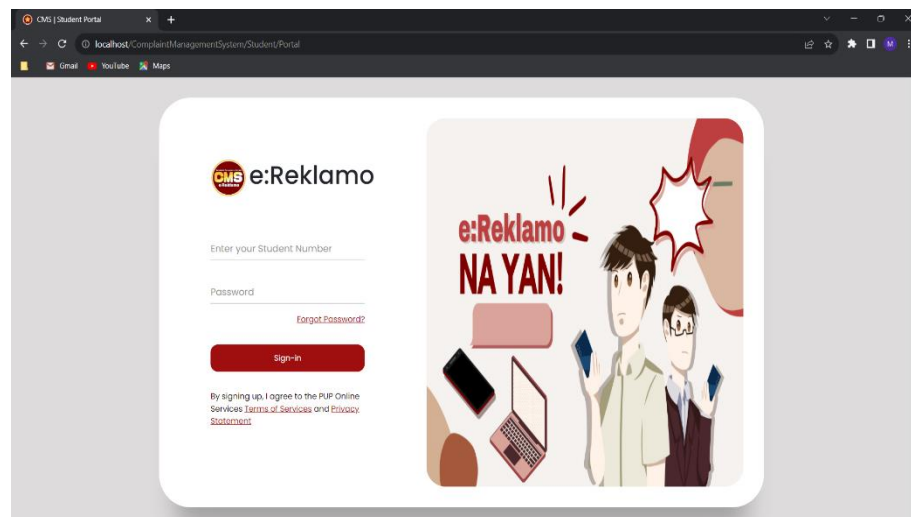 CMS | Student Portal
localhost/ComplaintManagementSystem/Student/Portal
M
Gmail
YouTube
Maps
CMS
e:Reklamo
e:Reklamo
NA YAN!
Enter your Student Number
Password
Forgot Password?
Sign-in
By signing up, I agree to the PUP Online
Services Terms of Services and Privacy
Statement